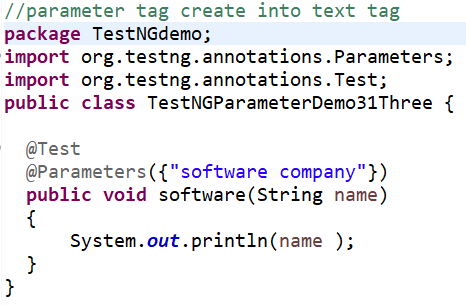 //parameter tag create into text tag
package TestNGdemo;
import org.testng.annotations.Parameters;
import org.testng.annotations.Test;
public class TestNGParameterDemo31Three {
@Test
@Parameters({"software company"})
public void software(String name)
{
System.out.println(name );
}
}